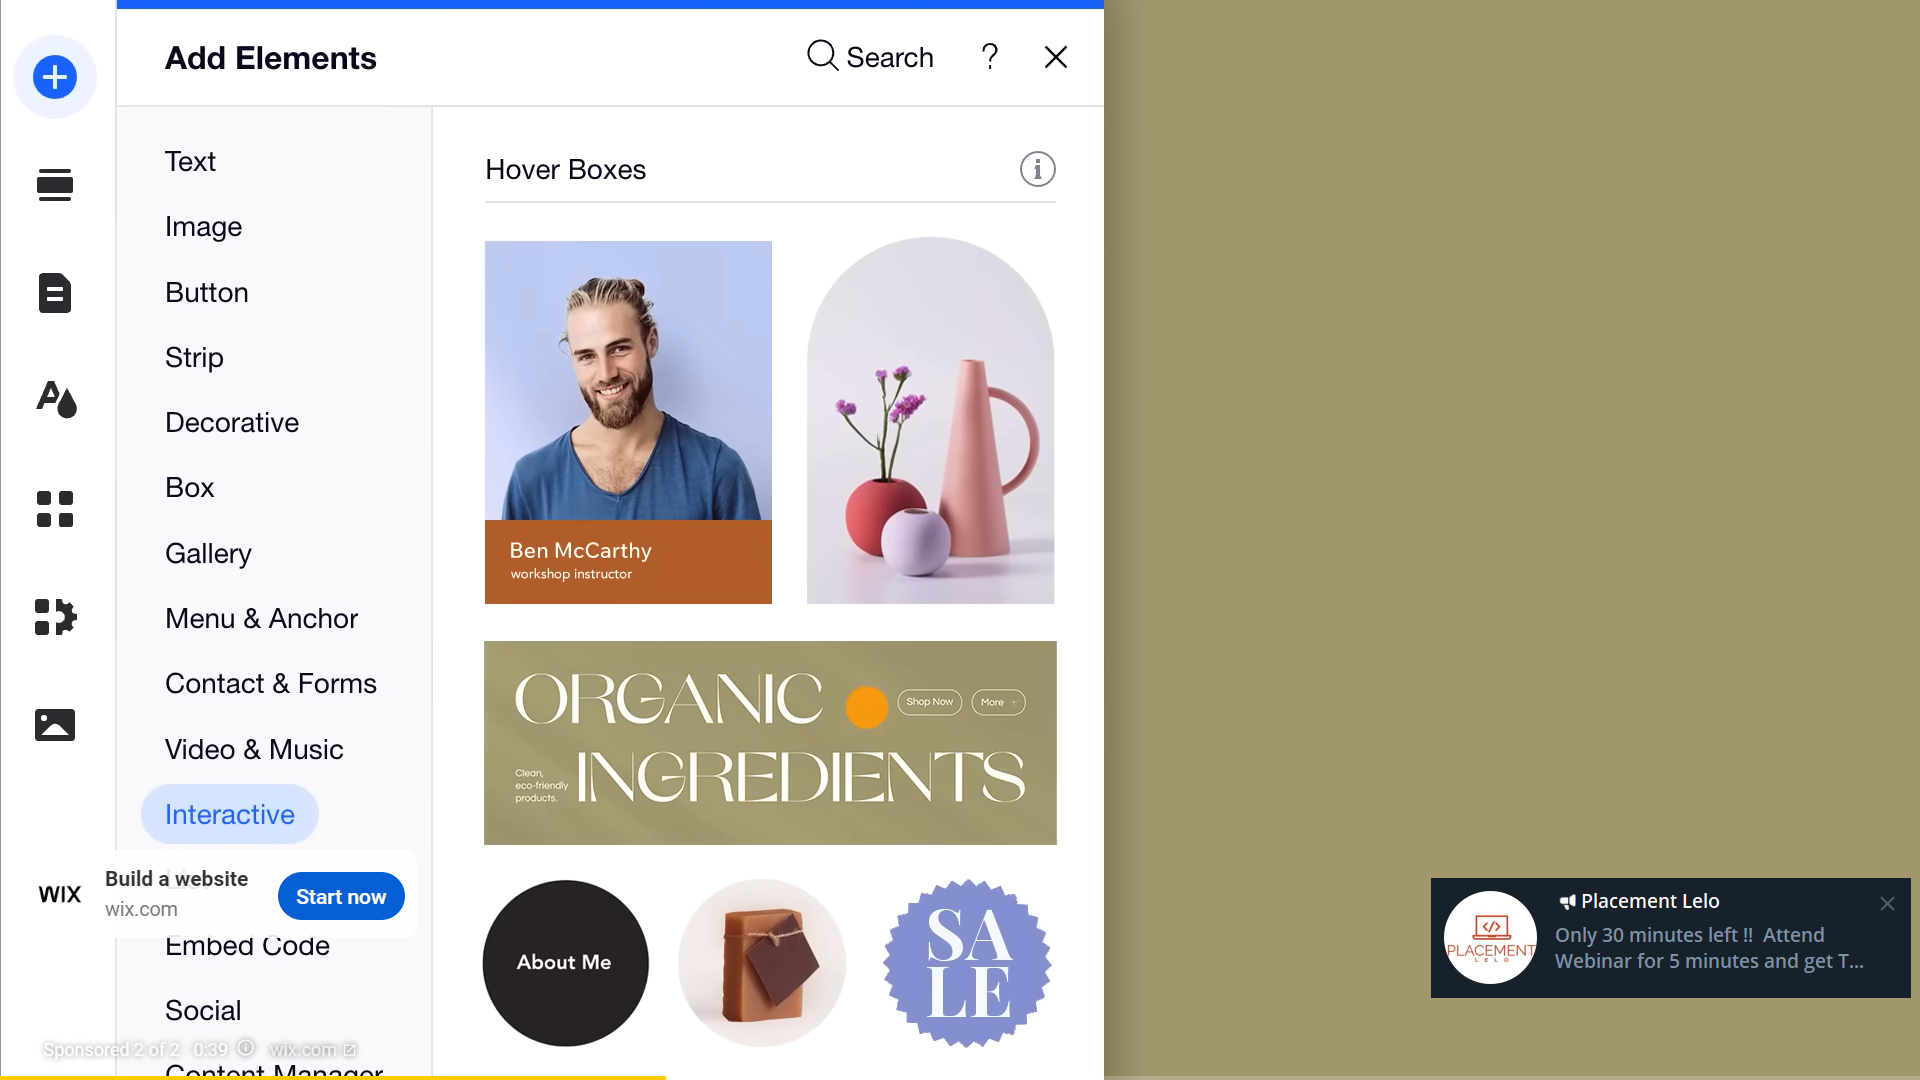 Add Elements
Search
?
Text
Image
Button
Strip
Decorative
Box
Gallery
Menu & Anchor
Contact & Forms
Video & Music
Interactive
Embed Code
Social
Content Manager
Hover Boxes
Ben McCarthy
workshop instructor
ORGANIC
Shop Now
More +
Clean,
eco-friendly
products.
INGREDIENTS
About Me
SA
LE
WIX
Build a website
wix.com
Start now
Sponsored 2 of 2 · 0:39
wix.com
PLACEMENT
LELO
Placement Lelo
Only 30 minutes left !! Attend
Webinar for 5 minutes and get T...